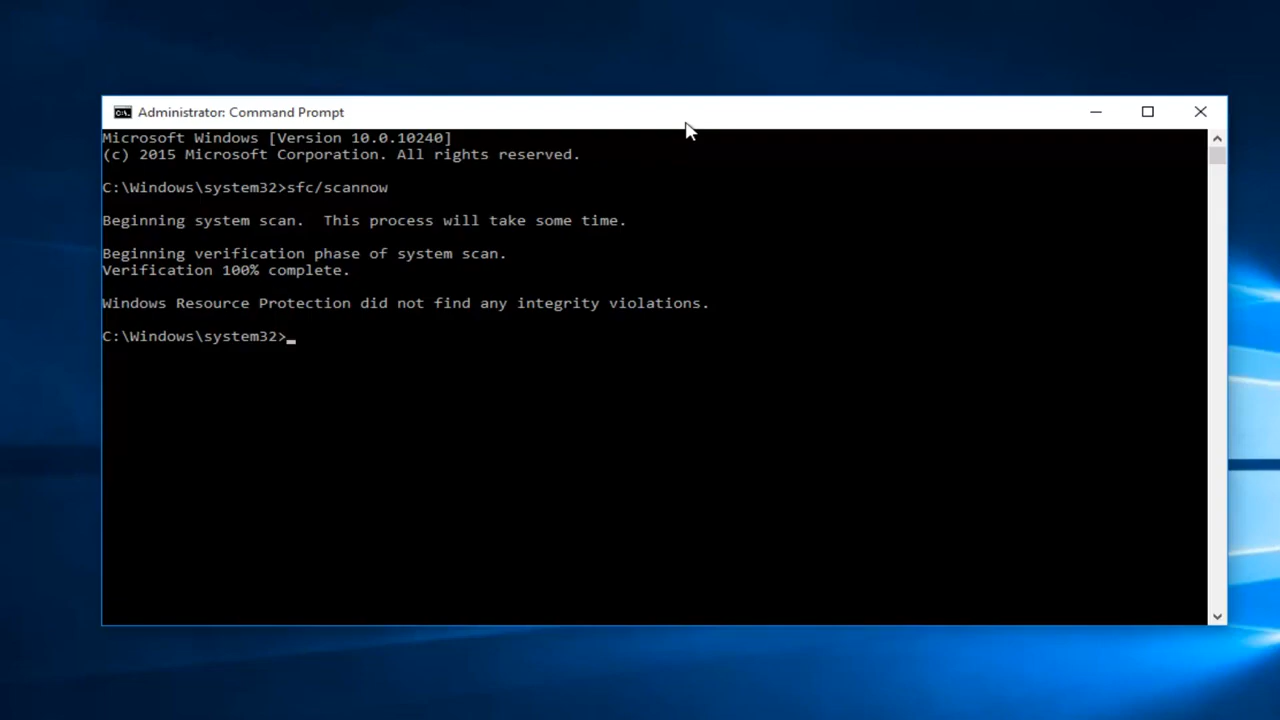 Administrator: Command Prompt
Microsoft Windows [Version 10.0.10240]
(c) 2015 Microsoft Corporation. All rights reserved.
C:\Windows\system32>sfc/scannow
Beginning system scan.  This process will take some time.
Beginning verification phase of system scan.
Verification 100% complete.
Windows Resource Protection did not find any integrity violations.
C:\Windows\system32>_